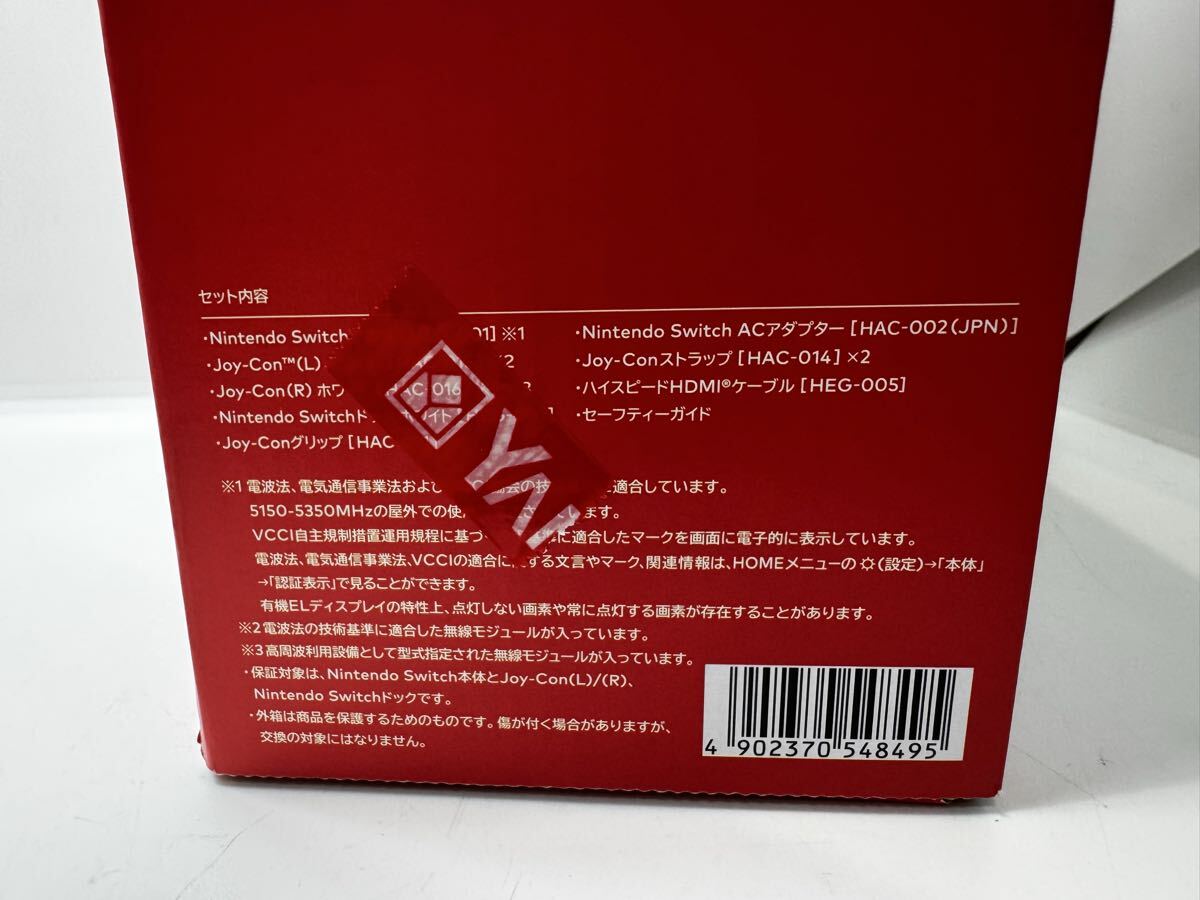 セット内容
・Nintendo Switch 01] ※1
・Joy-Con™(L) ×2
・Joy-Con(R) ホワ HAC-016
・Nintendo Switchド ワイト ]
・Joy-Conグリップ [HAC
・Nintendo Switch ACアダプター [HAC-002(JPN)]
・Joy-Conストラップ [HAC-014] ×2
・ハイスピードHDMI®ケーブル [HEG-005]
・セーフティーガイド
YA
※1 電波法、電気通信事業法およ の技 に適合しています。
5150-5350MHzの屋外での使 います。
VCCI自主規制措置運用規程に基づ に適合したマークを画面に電子的に表示しています。
電波法、電気通信事業法、VCCIの適合に関する文言やマーク、関連情報は、HOMEメニューの(設定)→「本体」
→「認証表示」で見ることができます。
有機ELディスプレイの特性上、点灯しない画素や常に点灯する画素が存在することがあります。
※2 電波法の技術基準に適合した無線モジュールが入っています。
※3 高周波利用設備として型式指定された無線モジュールが入っています。
・保証対象は、Nintendo Switch本体とJoy-Con(L)/(R)、
Nintendo Switchドックです。
・外箱は商品を保護するためのものです。傷が付く場合がありますが、
交換の対象にはなりません。
4 902370 548495